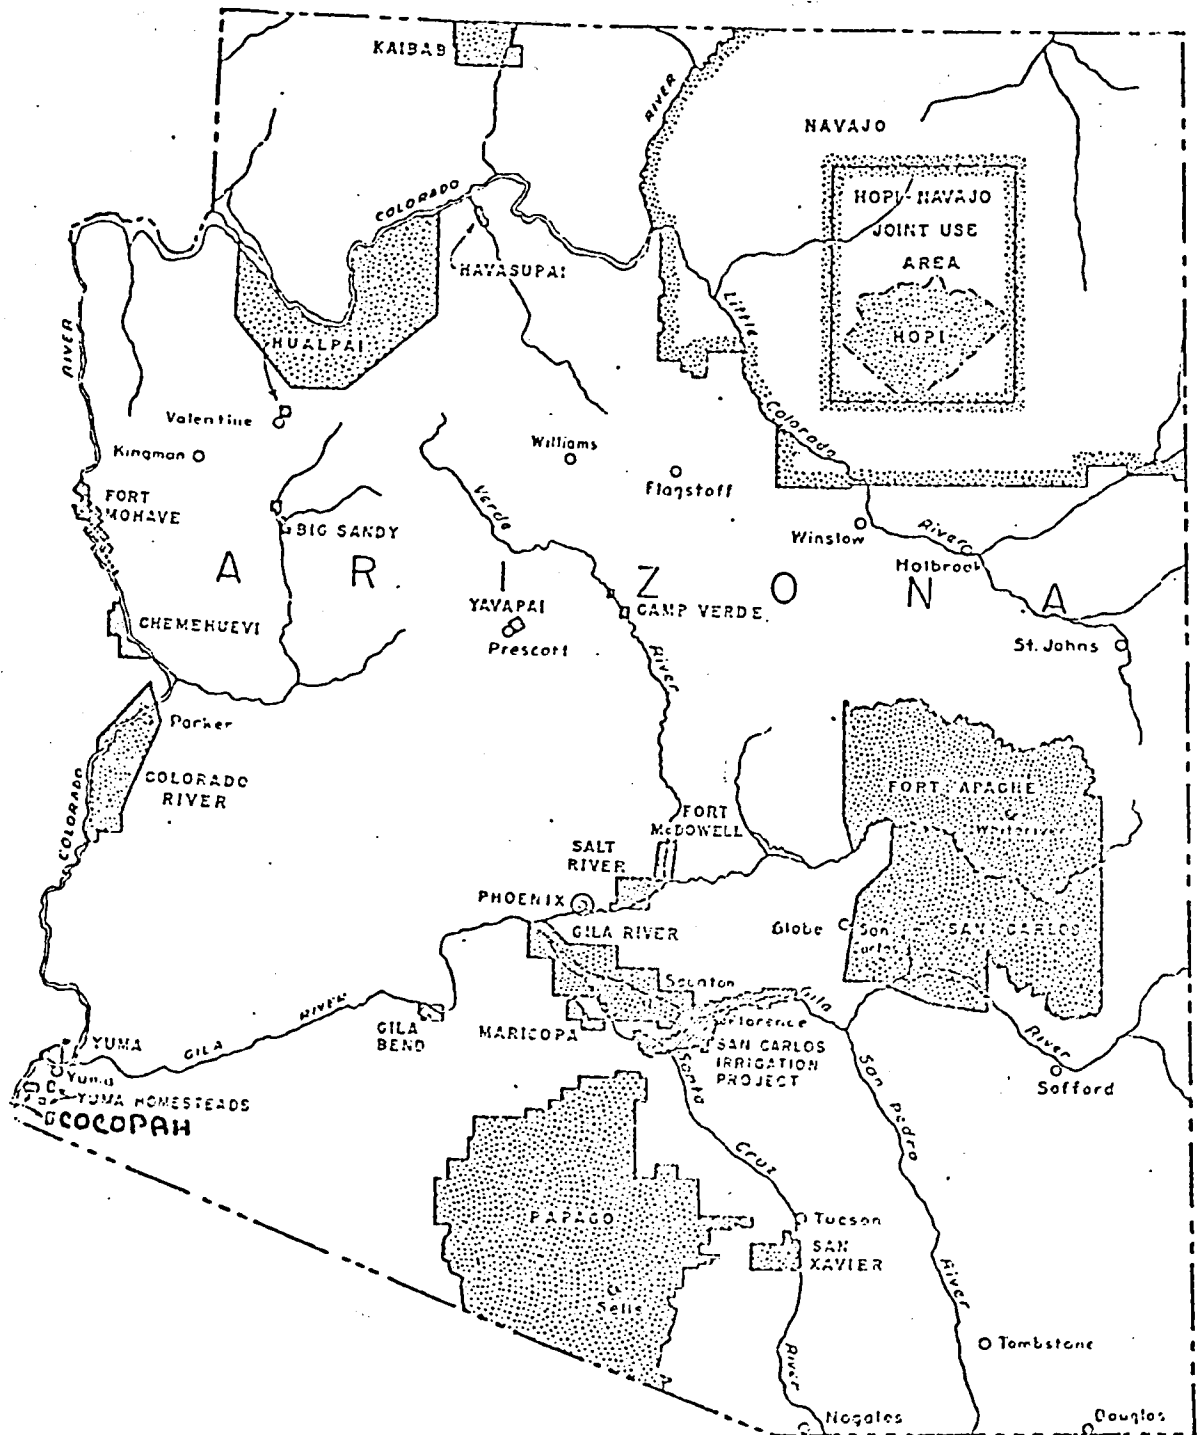 KAIBAB
RIVER
NAVAJO
HOPI-NAVAJO
JOINT USE
AREA
HOPI
COLORADO
HAVASUPAI
HUALPAI
Little
Colorado
River
RIVER
Valentine
Kingman
Williams
Flagstaff
Verde
River
FORT
MOHAVE
BIG SANDY
Winslow
Holbrook
ARIZONA
YAVAPAI
Prescott
CAMP VERDE
CHEMEHUEVI
St. Johns
Parker
COLORADO
RIVER
COLORADO
FORT APACHE
Whiteriver
FORT
McDOWELL
SALT
RIVER
PHOENIX
GILA RIVER
Globe
San
Carlos
SAN CARLOS
Sacaton
Gila
River
RIVER
GILA
GILA
BEND
MARICOPA
Florence
SAN CARLOS
IRRIGATION
PROJECT
YUMA
Yuma
YUMA HOMESTEADS
COCOPAH
Santa
Cruz
River
San Pedro
River
Safford
PAPAGO
Sells
Tucson
SAN
XAVIER
Tombstone
Nogales
Douglas